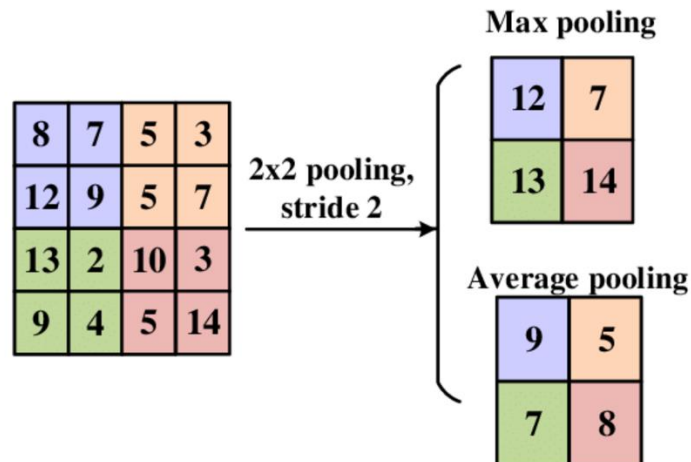 Max pooling
12 7
13 14
8 7 5 3
12 9 5 7
13 2 10 3
9 4 5 14
2x2 pooling,
stride 2
Average pooling
9 5
7 8